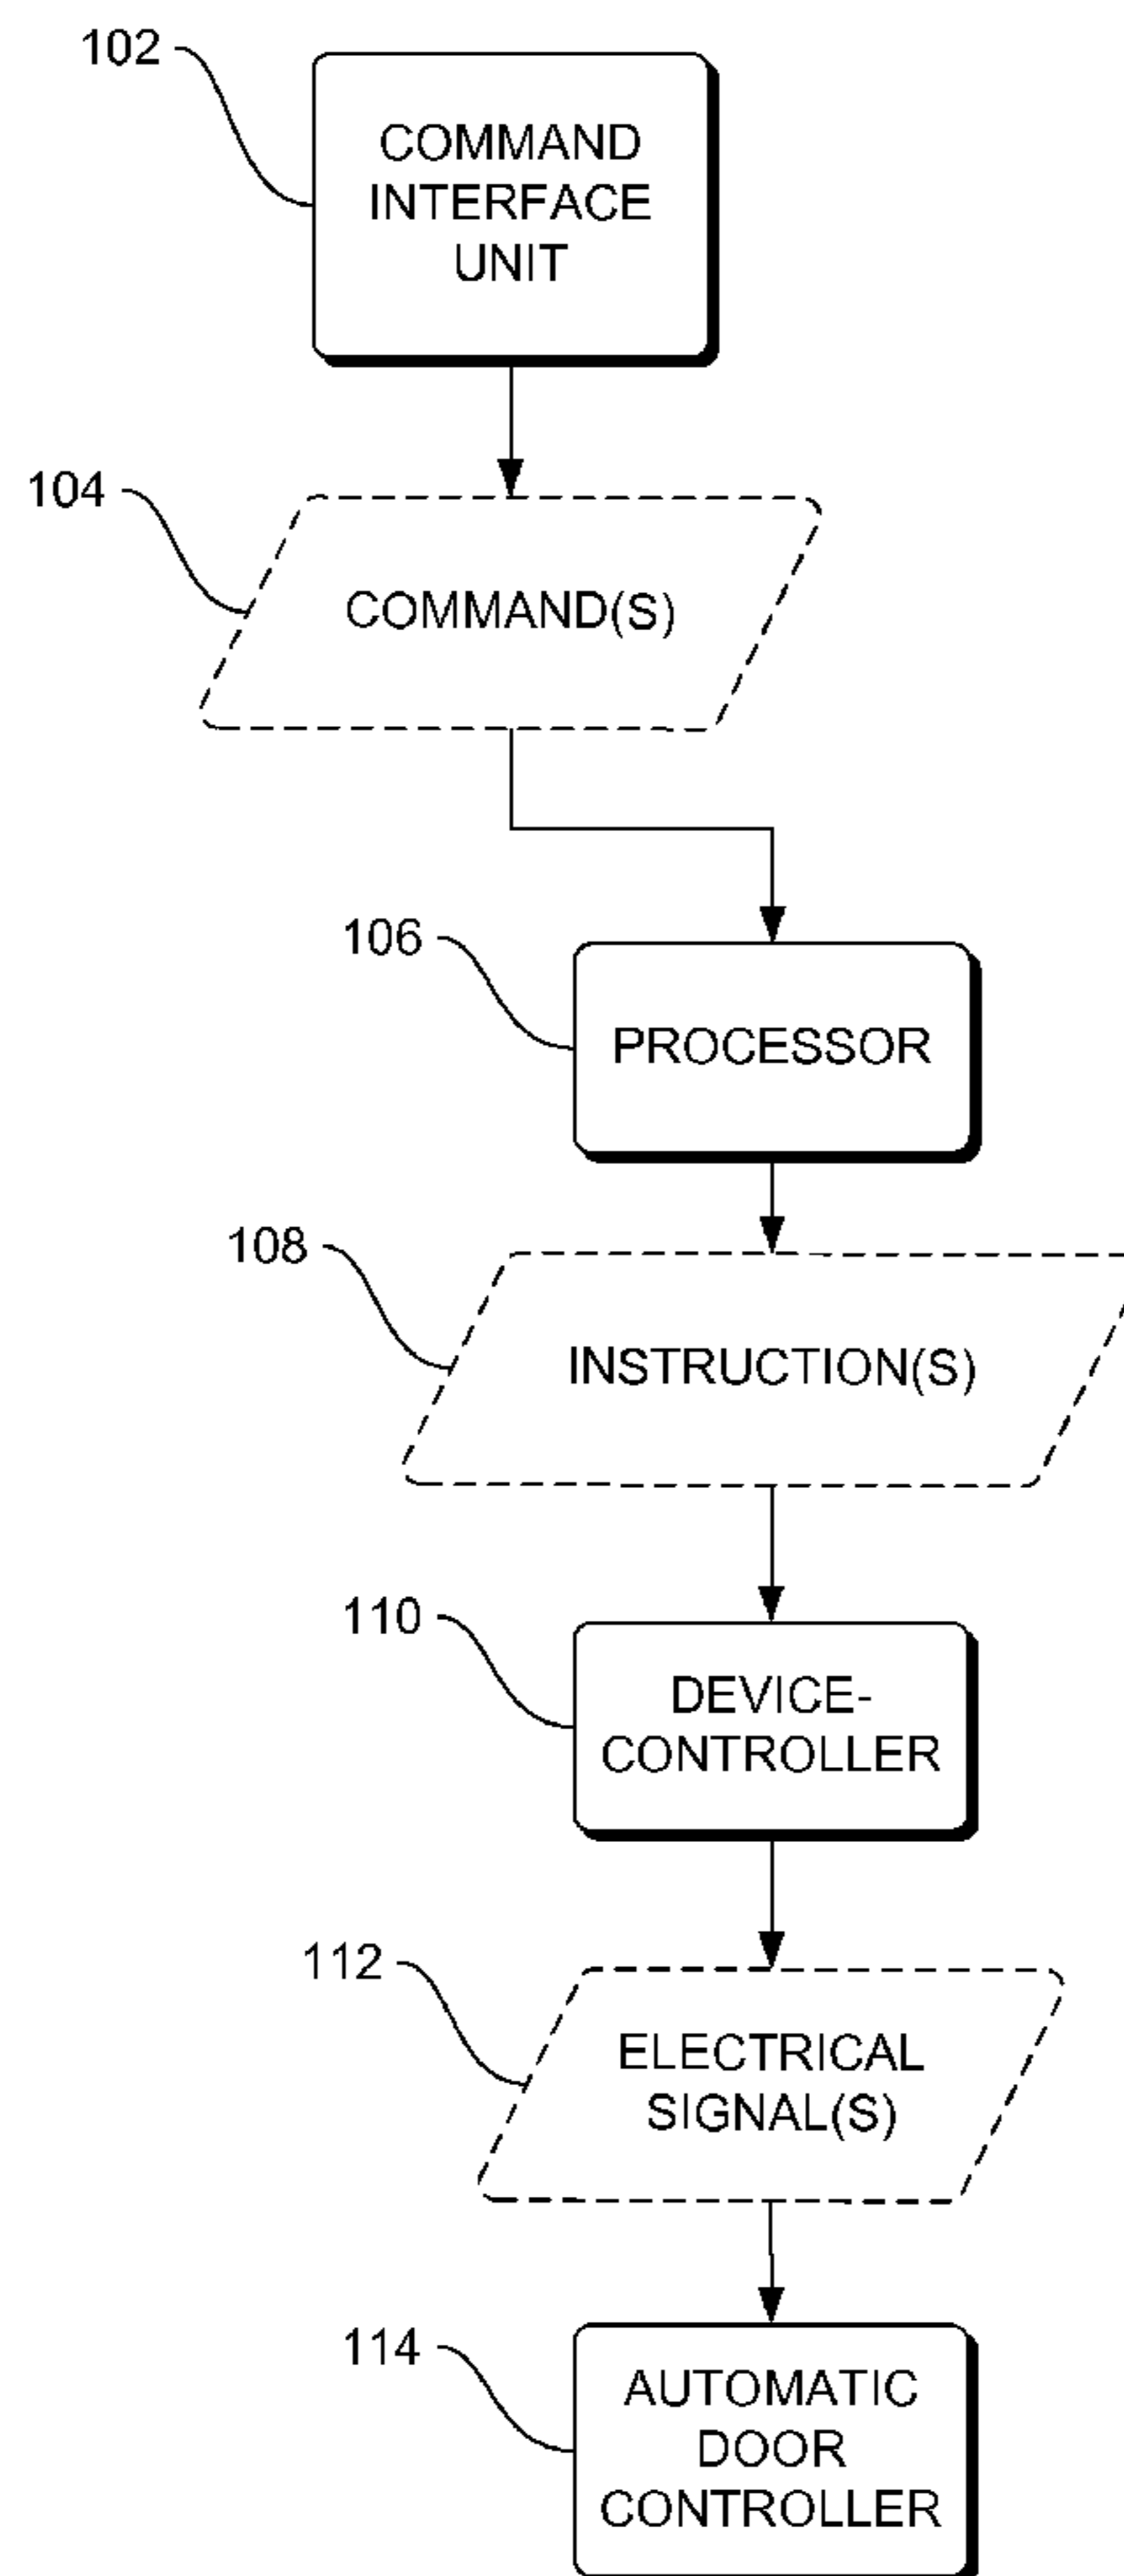 102
COMMAND
INTERFACE
UNIT
104
COMMAND(S)
106
PROCESSOR
108
INSTRUCTION(S)
110
DEVICE-
CONTROLLER
112
ELECTRICAL
SIGNAL(S)
114
AUTOMATIC
DOOR
CONTROLLER